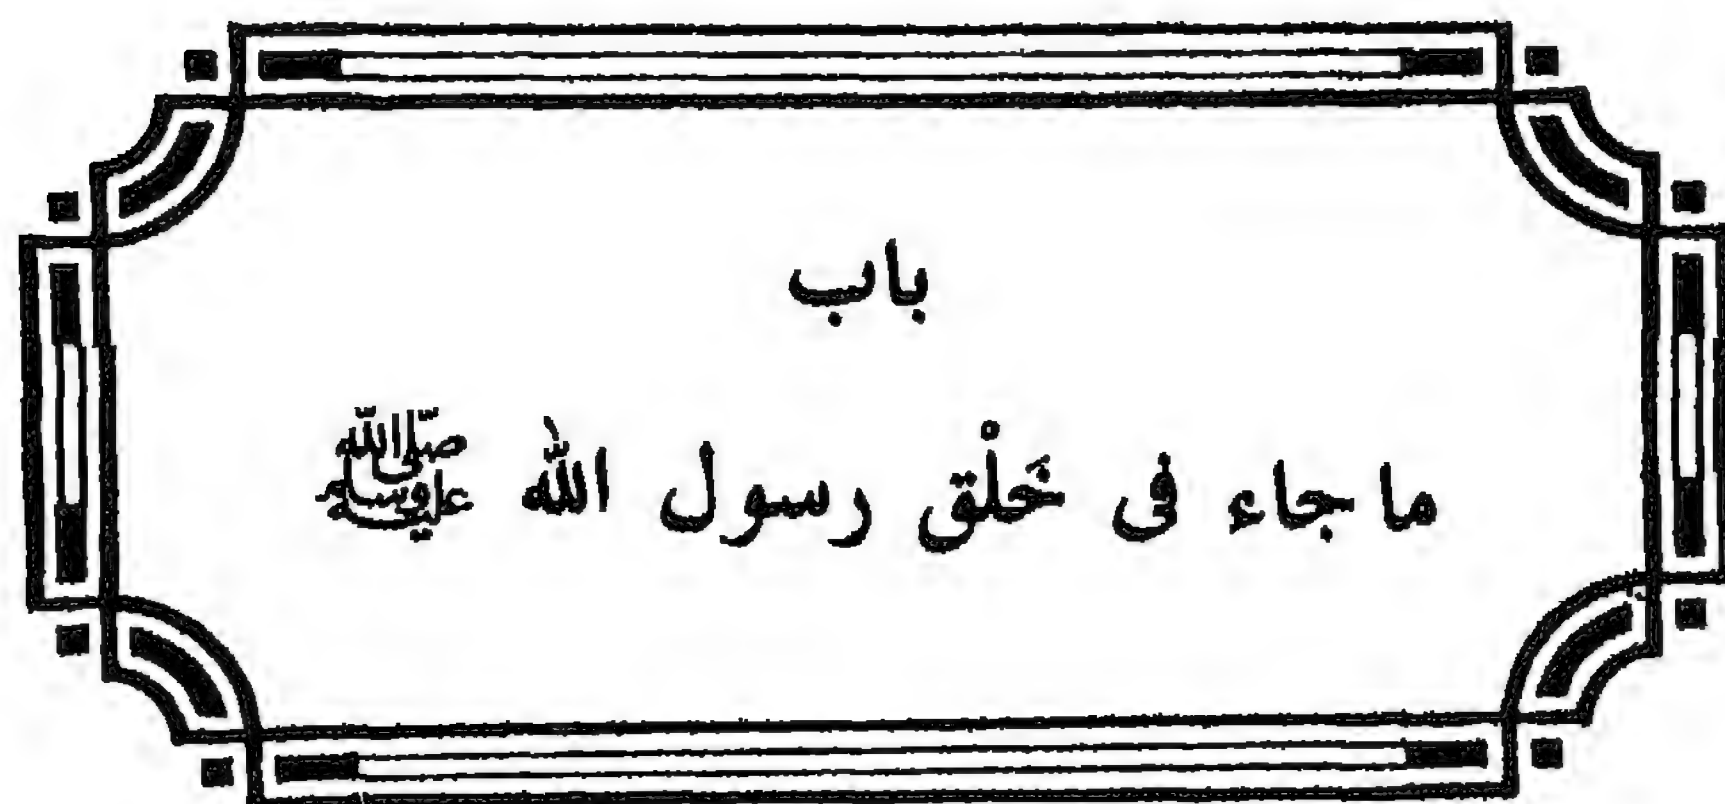 باب
ما جاء فى خَلْق رسول الله ﷺ